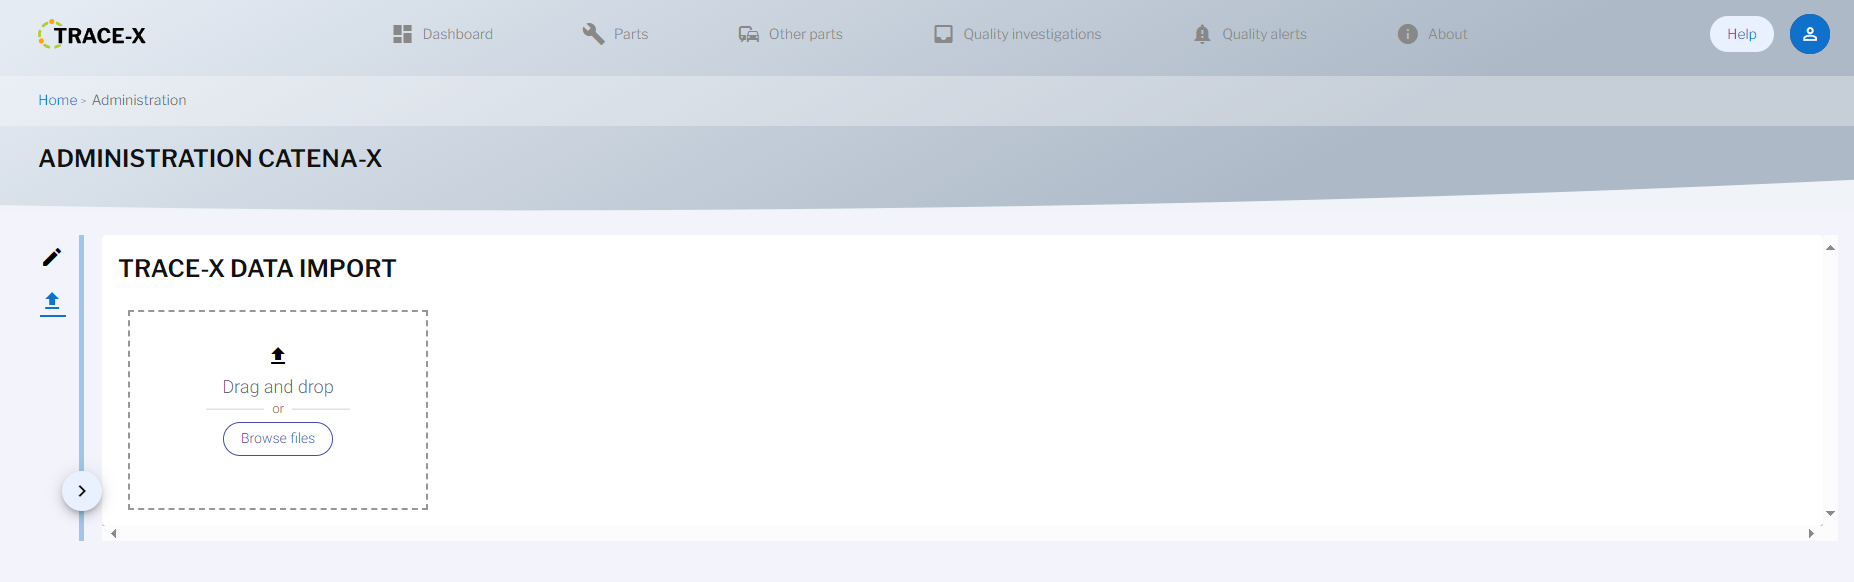 TRACE-X
Dashboard
Parts
Other parts
Quality investigations
Quality alerts
About
Help
Home > Administration
ADMINISTRATION CATENA-X
TRACE-X DATA IMPORT
Drag and drop
or
Browse files